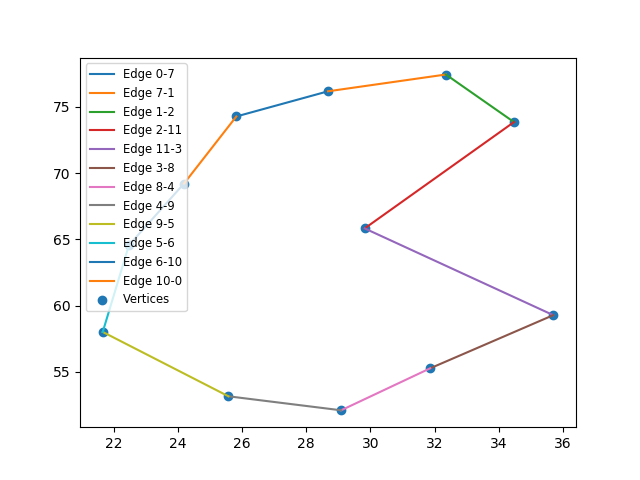 Edge 0-7
Edge 7-1
Edge 1-2
Edge 2-11
Edge 11-3
Edge 3-8
Edge 8-4
Edge 4-9
Edge 9-5
Edge 5-6
Edge 6-10
Edge 10-0
Vertices
75
70
65
60
55
22 24 26 28 30 32 34 36